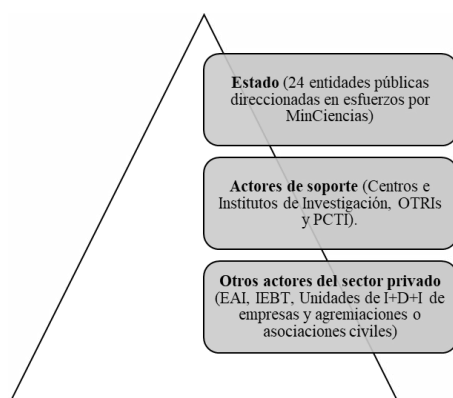 Estado (24 entidades públicas
direccionadas en esfuerzos por
MinCiencias)
Actores de soporte (Centros e
Institutos de Investigación, OTRIs
y PCTI).
Otros actores del sector privado
(EAI, IEBT, Unidades de I+D+I de
empresas y agremiaciones o
asociaciones civiles)